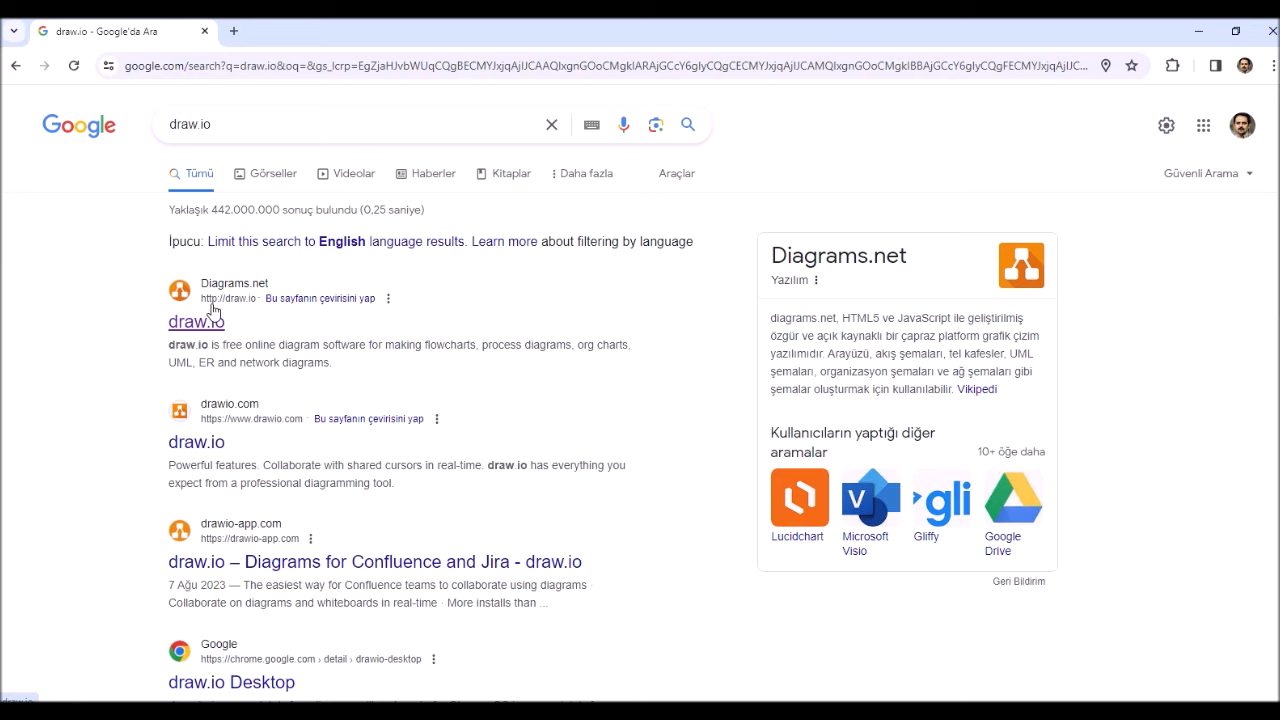 draw.io - Google'da Ara
google.com/search?q=draw.io&oq=&gs_lcrp=
Google
draw.io
Tümü
Görseller
Videolar
Haberler
Kitaplar
Daha fazla
Araçlar
Güvenli Arama
Yaklaşık 442.000.000 sonuç bulundu (0,25 saniye)
İpucu: Limit this search to English language results. Learn more about filtering by language
Diagrams.net
http://draw.io · Bu sayfanın çevirisini yap
draw.io
draw.io is free online diagram software for making flowcharts, process diagrams, org charts,
UML, ER and network diagrams.
drawio.com
https://www.drawio.com · Bu sayfanın çevirisini yap
draw.io
Powerful features. Collaborate with shared cursors in real-time. draw.io has everything you
expect from a professional diagramming tool.
drawio-app.com
https://drawio-app.com
draw.io – Diagrams for Confluence and Jira - draw.io
7 Ağu 2023 — The easiest way for Confluence teams to collaborate using diagrams ·
Collaborate on diagrams and whiteboards in real-time · More installs than ...
Google
https://chrome.google.com › detail › drawio-desktop
draw.io Desktop
Diagrams.net
Yazılım
diagrams.net, HTML5 ve JavaScript ile geliştirilmiş
özgür ve açık kaynaklı bir çapraz platform grafik çizim
yazılımıdır. Arayüzü, akış şemaları, tel kafesler, UML
şemaları, organizasyon şemaları ve ağ şemaları gibi
şemalar oluşturmak için kullanılabilir. Vikipedi
Kullanıcıların yaptığı diğer
aramalar
10+ öğe daha
V
gli
Lucidchart
Microsoft
Visio
Gliffy
Google
Drive
Geri Bildirim